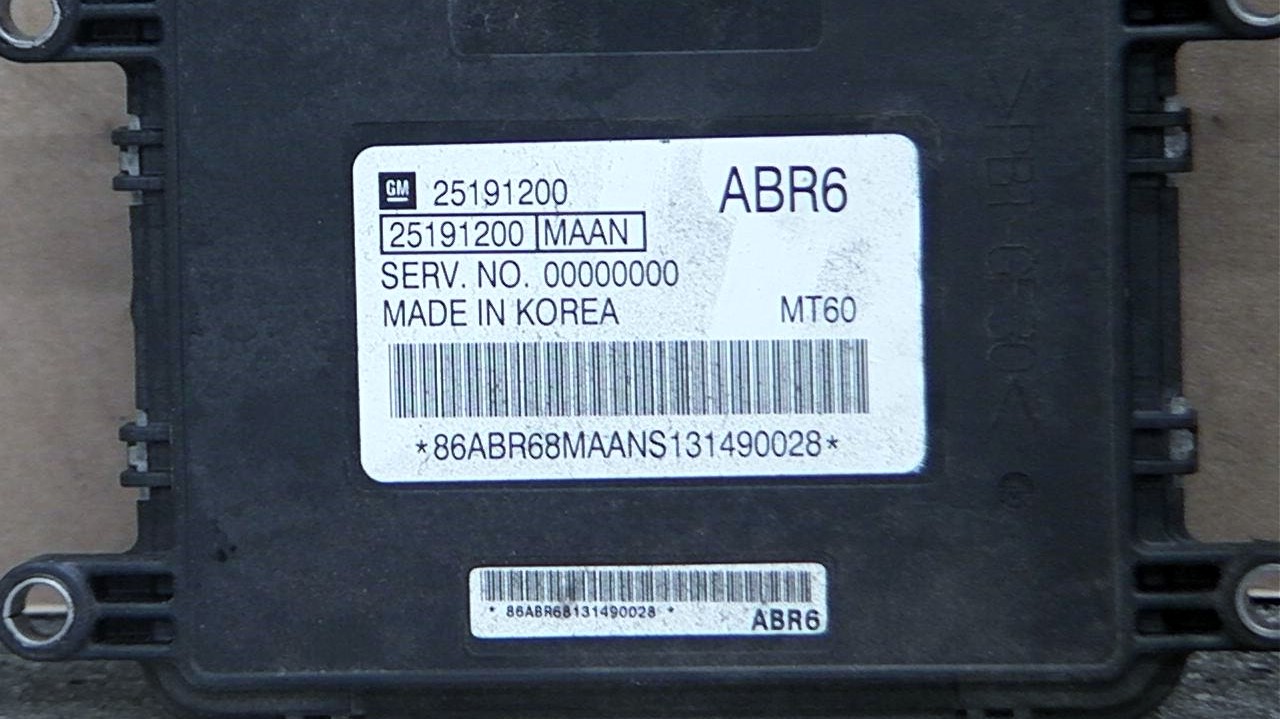 GM 25191200
ABR6
25191200 MAAN
SERV. NO. 00000000
MADE IN KOREA
MT60
*86ABR68MAANS131490028*
* 86ABR68131490028 *
ABR6